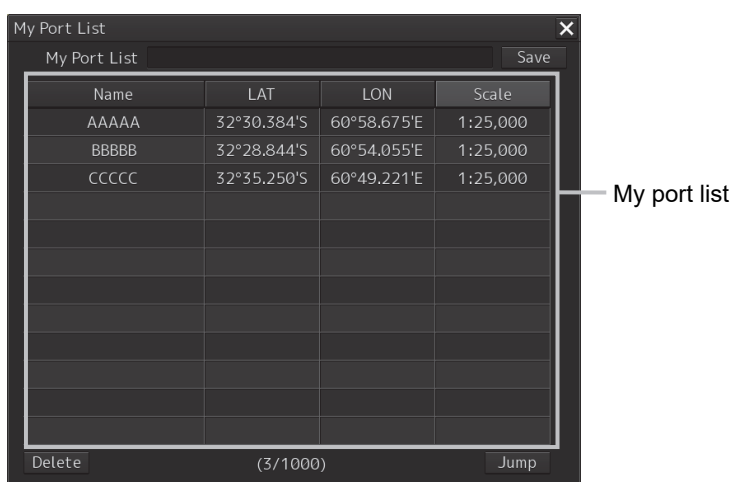 My Port List
My Port List Save
Name LAT LON Scale
AAAAA 32°30.384'S 60°58.675'E 1:25,000
BBBBB 32°28.844'S 60°54.055'E 1:25,000
CCCCC 32°35.250'S 60°49.221'E 1:25,000
My port list
Delete (3/1000) Jump